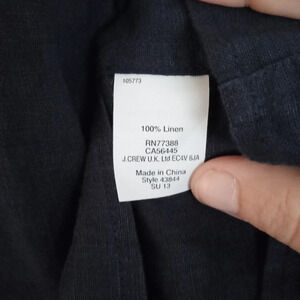 105773
100% Linen
RN77388
CA56445
J.CREW U.K. Ltd EC4V 6JA
Made in China
Style 43844
SU 13